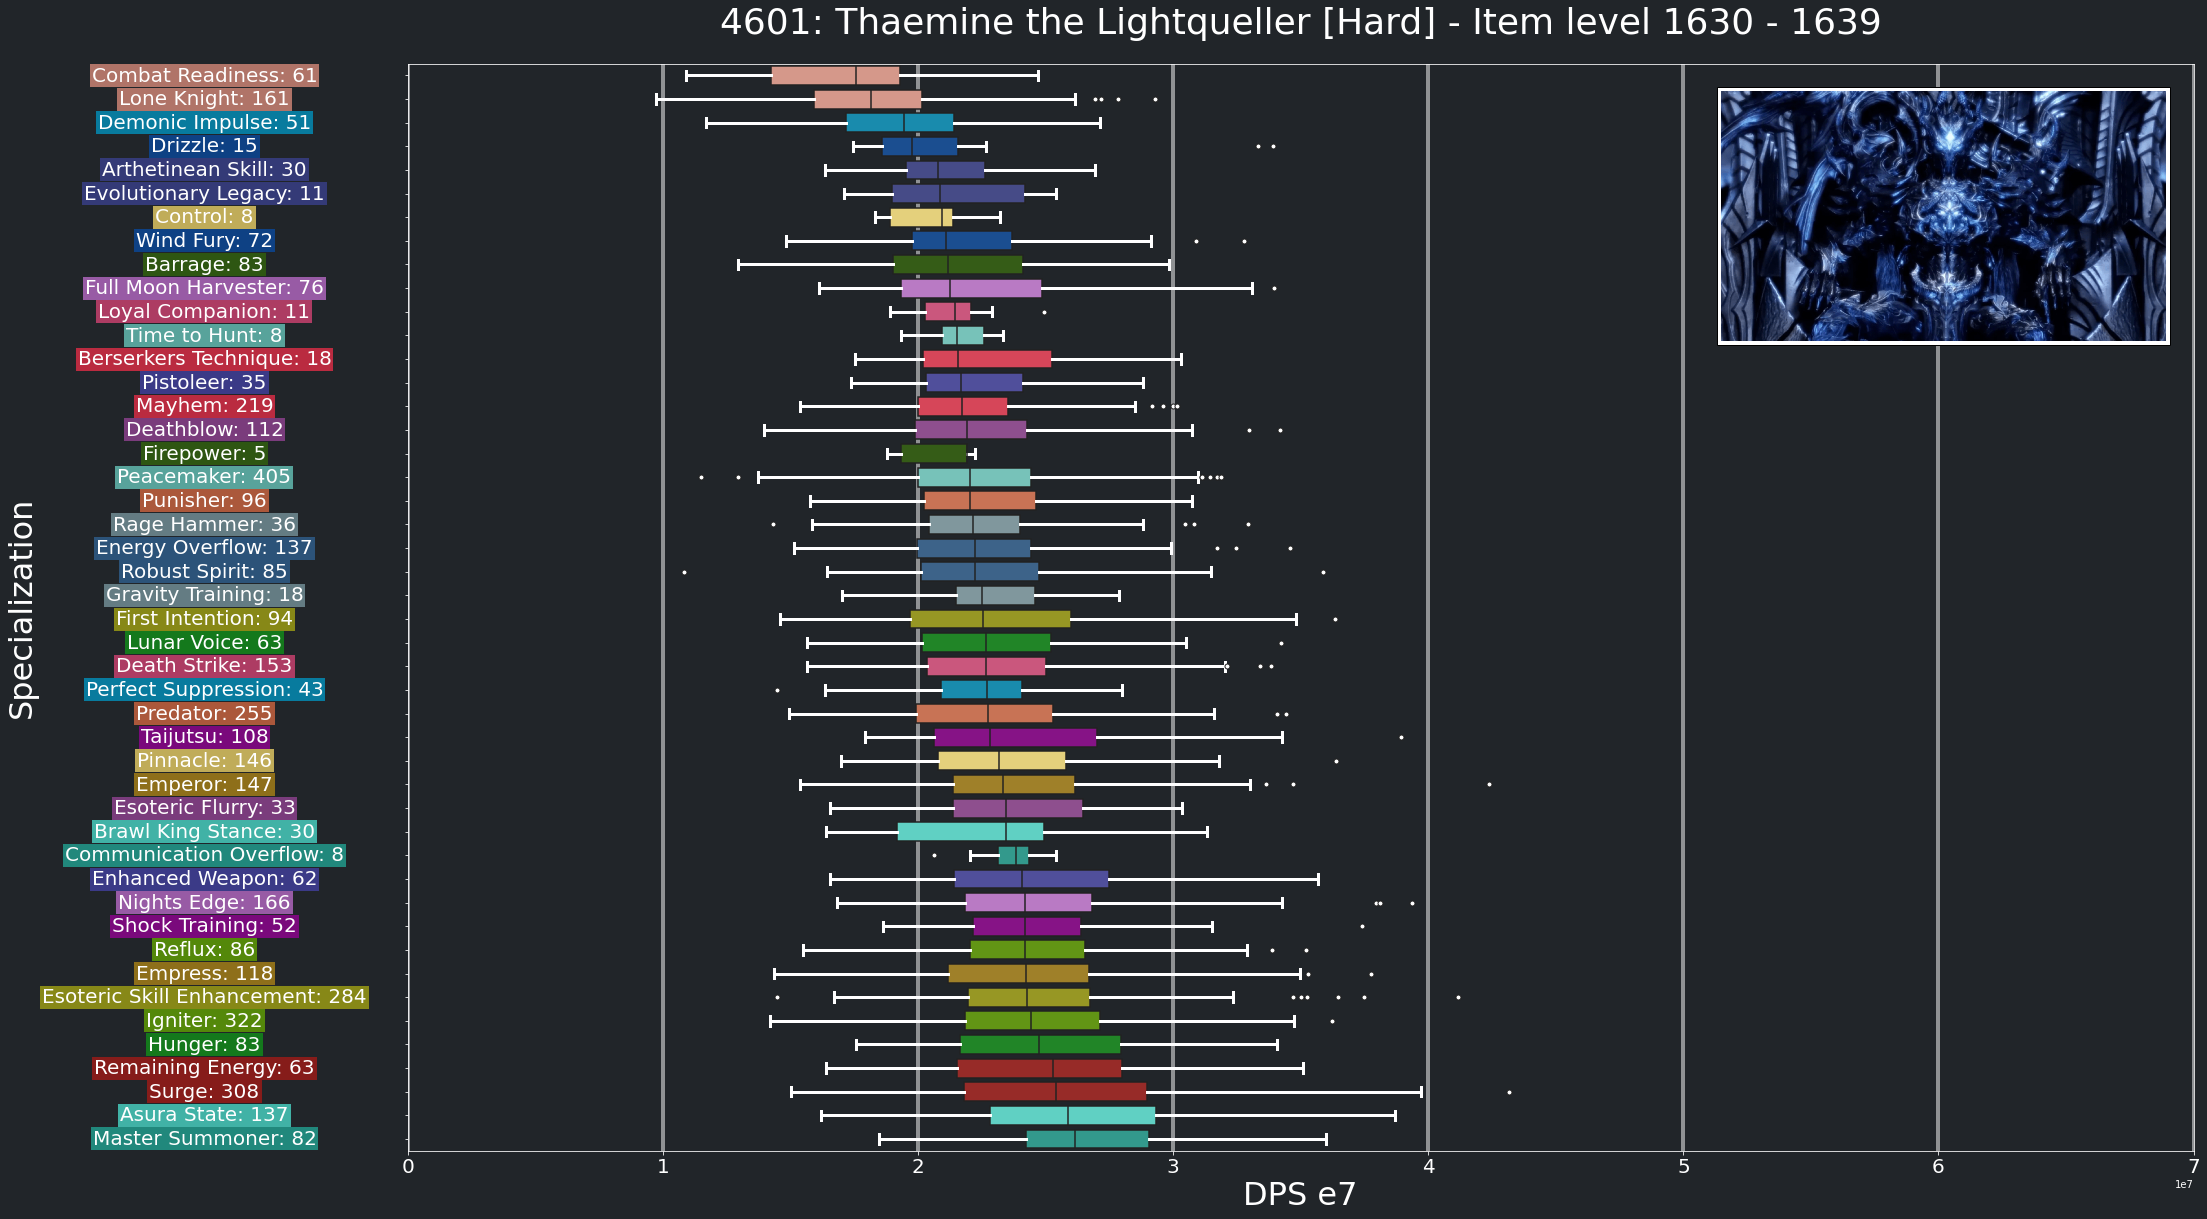 4601: Thaemine the Lightqueller [Hard] - Item level 1630 - 1639
Combat Readiness: 61
Lone Knight: 161
Demonic Impulse: 51
Drizzle: 15
Arthetinean Skill: 30
Evolutionary Legacy: 11
Control: 8
Wind Fury: 72
Barrage: 83
Full Moon Harvester: 76
Loyal Companion: 11
Time to Hunt: 8
Berserkers Technique: 18
Pistoleer: 35
Mayhem: 219
Deathblow: 112
Firepower: 5
Peacemaker: 405
Punisher: 96
Rage Hammer: 36
Energy Overflow: 137
Robust Spirit: 85
Gravity Training: 18
First Intention: 94
Lunar Voice: 63
Death Strike: 153
Perfect Suppression: 43
Predator: 255
Taijutsu: 108
Pinnacle: 146
Emperor: 147
Esoteric Flurry: 33
Brawl King Stance: 30
Communication Overflow: 8
Enhanced Weapon: 62
Nights Edge: 166
Shock Training: 52
Reflux: 86
Empress: 118
Esoteric Skill Enhancement: 284
Igniter: 322
Hunger: 83
Remaining Energy: 63
Surge: 308
Asura State: 137
Master Summoner: 82
Specialization
0 1 2 3 4 5 6 7
1e7
DPS e7